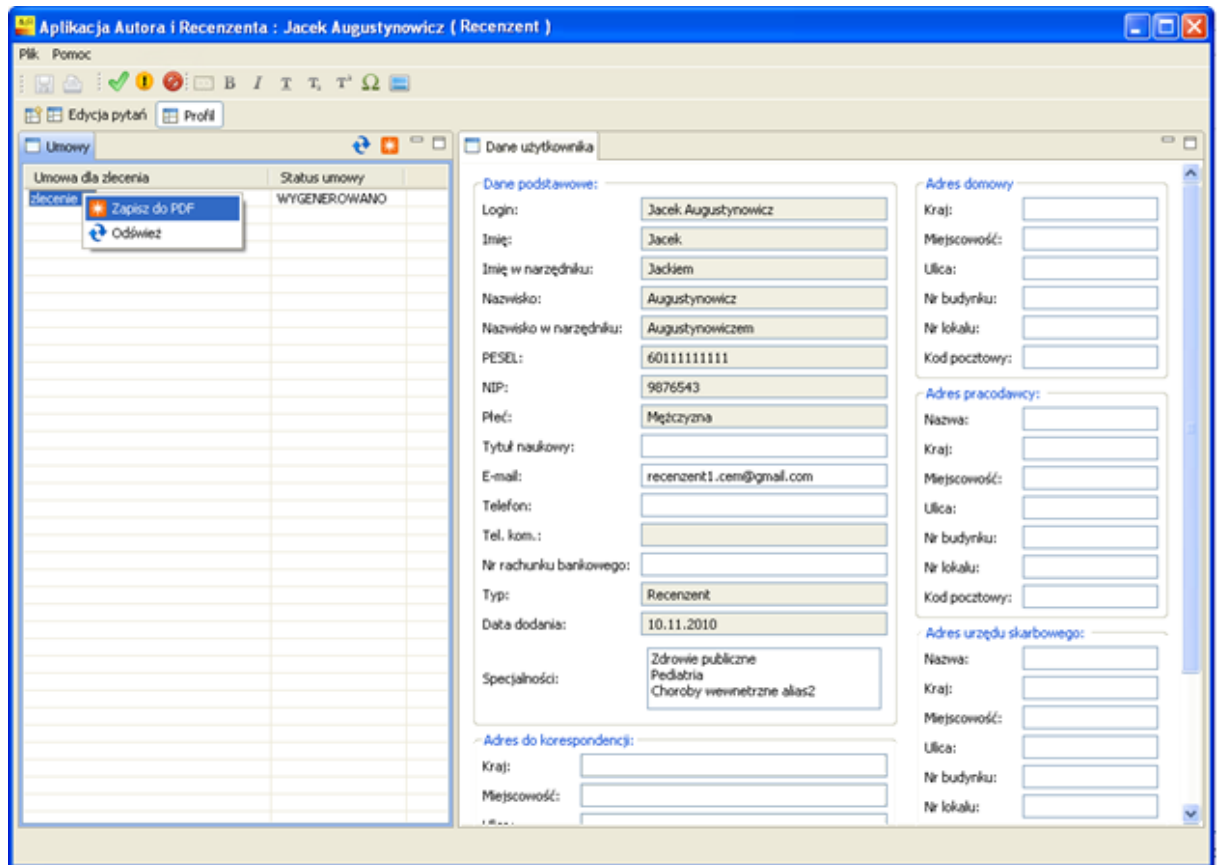 Aplikacja Autora i Recenzenta : Jacek Augustynowicz ( Recenzent )
Plik Pomoc
B I T T, T² Ω
Edycja pytań Profil
Umowy
Umowa dla zlecenia Status umowy
zlecenie WYGENEROWANO
Zapisz do PDF
Odśwież
Dane użytkownika
Dane podstawowe:
Login: Jacek Augustynowicz
Imię: Jacek
Imię w narzędniku: Jackiem
Nazwisko: Augustynowicz
Nazwisko w narzędniku: Augustynowiczem
PESEL: 60111111111
NIP: 9876543
Płeć: Mężczyzna
Tytuł naukowy:
E-mail: recenzent1.cem@gmail.com
Telefon:
Tel. kom.:
Nr rachunku bankowego:
Typ: Recenzent
Data dodania: 10.11.2010
Specjalności:
Zdrowie publiczne
Pediatria
Choroby wewnetrzne alias2
Adres do korespondencji:
Kraj:
Miejscowość:
Adres domowy
Kraj:
Miejscowość:
Ulica:
Nr budynku:
Nr lokalu:
Kod pocztowy:
Adres pracodawcy:
Nazwa:
Kraj:
Miejscowość:
Ulica:
Nr budynku:
Nr lokalu:
Kod pocztowy:
Adres urzędu skarbowego:
Nazwa:
Kraj:
Miejscowość:
Ulica:
Nr budynku:
Nr lokalu: